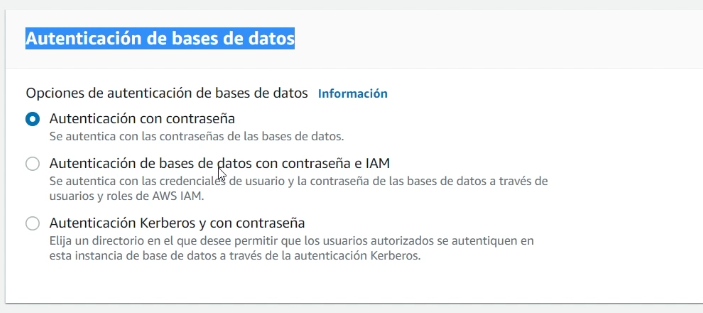 Autenticación de bases de datos
Opciones de autenticación de bases de datos Información
Autenticación con contraseña
Se autentica con las contraseñas de las bases de datos.
Autenticación de bases de datos con contraseña e IAM
Se autentica con las credenciales de usuario y la contraseña de las bases de datos a través de
usuarios y roles de AWS IAM.
Autenticación Kerberos y con contraseña
Elija un directorio en el que desee permitir que los usuarios autorizados se autentiquen en
esta instancia de base de datos a través de la autenticación Kerberos.